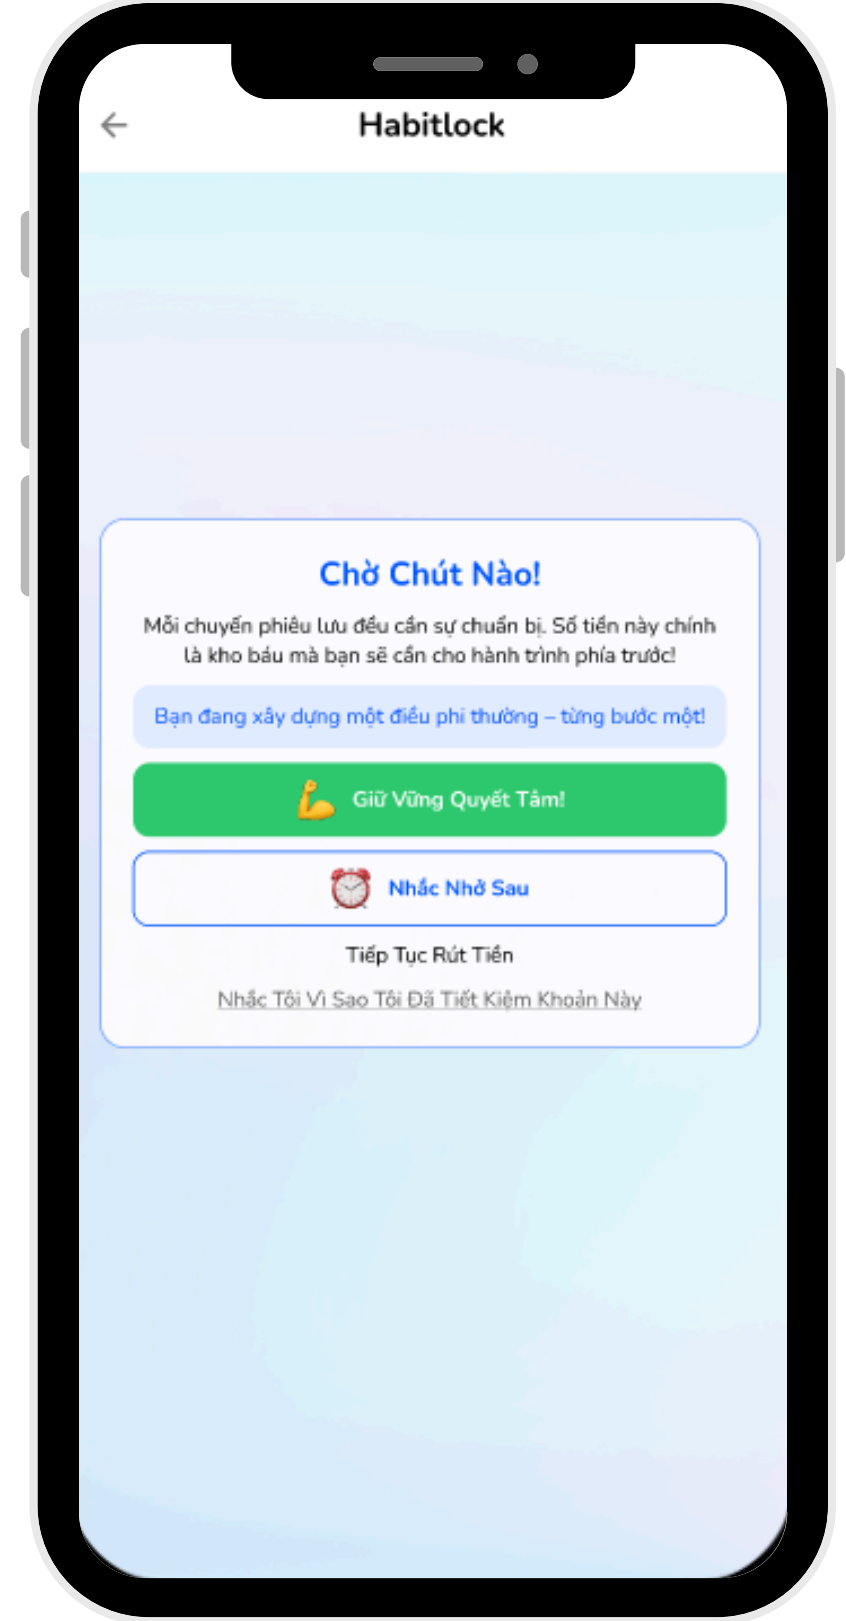 Habitlock
Chờ Chút Nào!
Mỗi chuyến phiêu lưu đều cần sự chuẩn bị. Số tiền này chính
là kho báu mà bạn sẽ cần cho hành trình phía trước!
Bạn đang xây dựng một điều phi thường – từng bước một!
Giữ Vững Quyết Tâm!
Nhắc Nhở Sau
Tiếp Tục Rút Tiền
Nhắc Tôi Vì Sao Tôi Đã Tiết Kiệm Khoản Này